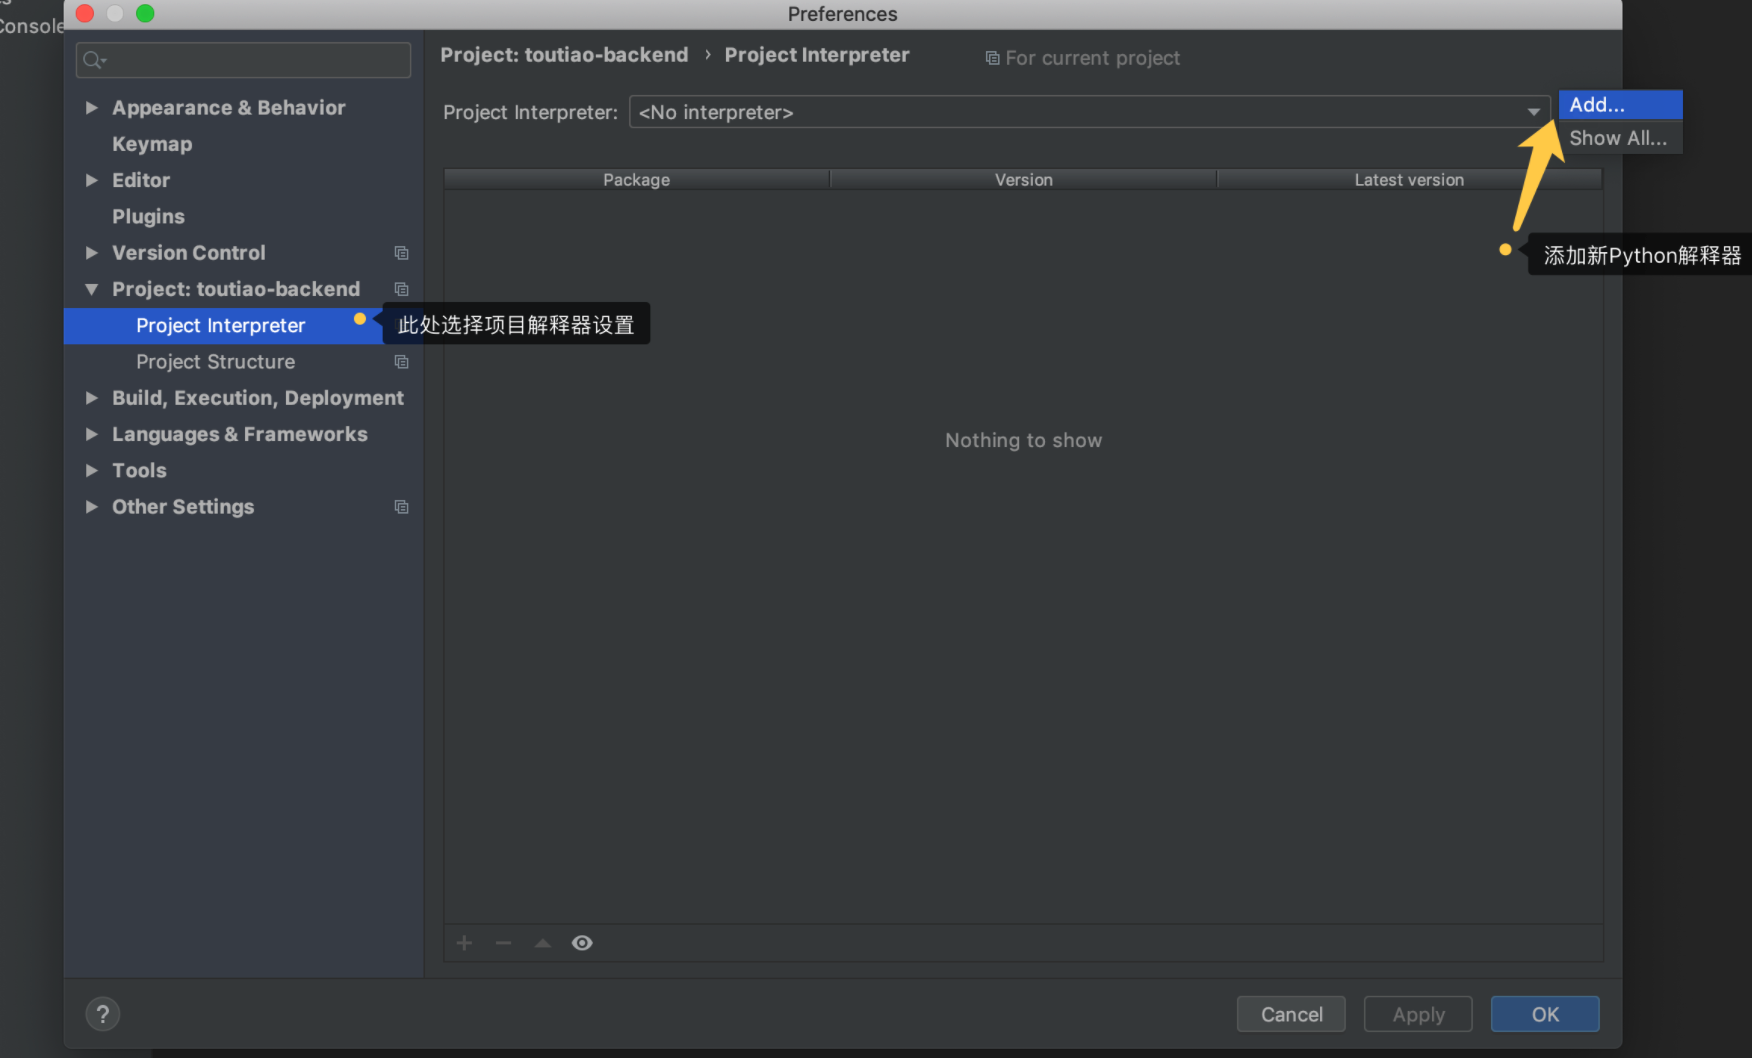 Console
Preferences
Project: toutiao-backend › Project Interpreter
For current project
Project Interpreter:
<No interpreter>
Add...
Show All...
Appearance & Behavior
Keymap
Editor
Plugins
Version Control
Project: toutiao-backend
Project Interpreter
Project Structure
Build, Execution, Deployment
Languages & Frameworks
Tools
Other Settings
此处选择项目解释器设置
Package
Version
Latest version
添加新Python解释器
Nothing to show
?
Cancel
Apply
OK